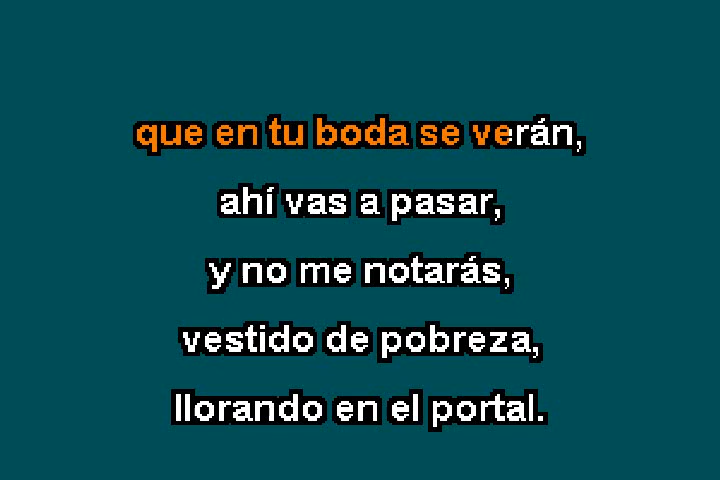 que en tu boda se verán,
ahí vas a pasar,
y no me notarás,
vestido de pobreza,
llorando en el portal.